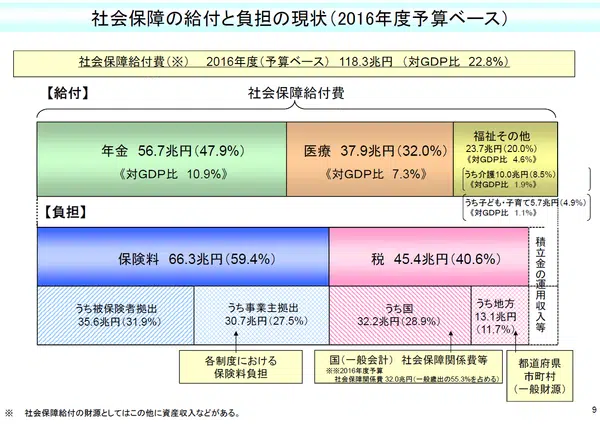 社会保障の給付と負担の現状(2016年度予算ベース)
社会保障給付費(※) 2016年度(予算ベース) 118.3兆円 (対GDP比 22.8%)
【給付】
社会保障給付費
年金 56.7兆円(47.9%)
《対GDP比 10.9%》
医療 37.9兆円(32.0%)
《対GDP比 7.3%》
福祉その他
23.7兆円(20.0%)
《対GDP比 4.6%》
うち介護10.0兆円(8.5%)
《対GDP比 1.9%》
うち子ども・子育て5.7兆円(4.9%)
《対GDP比 1.1%》
【負担】
保険料 66.3兆円(59.4%)
税 45.4兆円(40.6%)
積立金の運用収入等
うち被保険者拠出
35.6兆円(31.9%)
うち事業主拠出
30.7兆円(27.5%)
うち国
32.2兆円(28.9%)
うち地方
13.1兆円
(11.7%)
各制度における
保険料負担
国(一般会計) 社会保障関係費等
※※2016年度予算
社会保障関係費 32.0兆円(一般歳出の55.3%を占める)
都道府県
市町村
(一般財源)
※ 社会保障給付の財源としてはこの他に資産収入などがある。
9